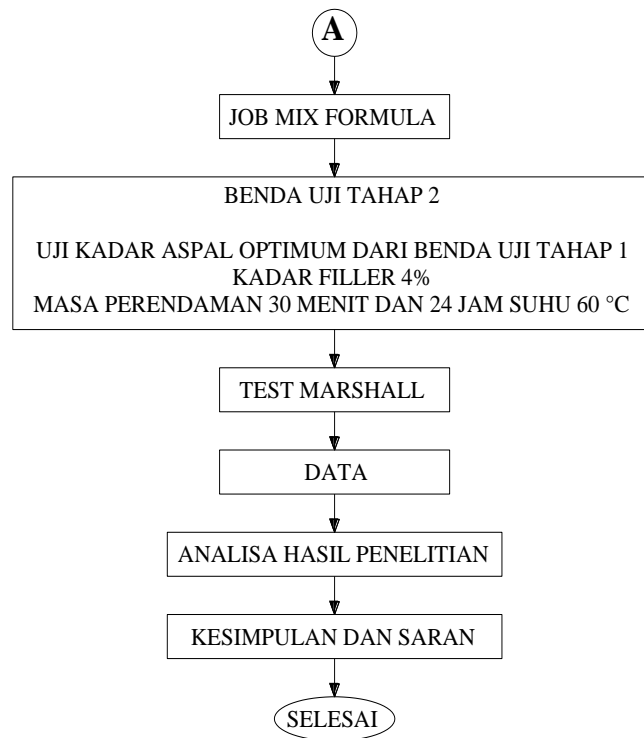 A
JOB MIX FORMULA
BENDA UJI TAHAP 2
UJI KADAR ASPAL OPTIMUM DARI BENDA UJI TAHAP 1
KADAR FILLER 4%
MASA PERENDAMAN 30 MENIT DAN 24 JAM SUHU 60 °C
TEST MARSHALL
DATA
ANALISA HASIL PENELITIAN
KESIMPULAN DAN SARAN
SELESAI